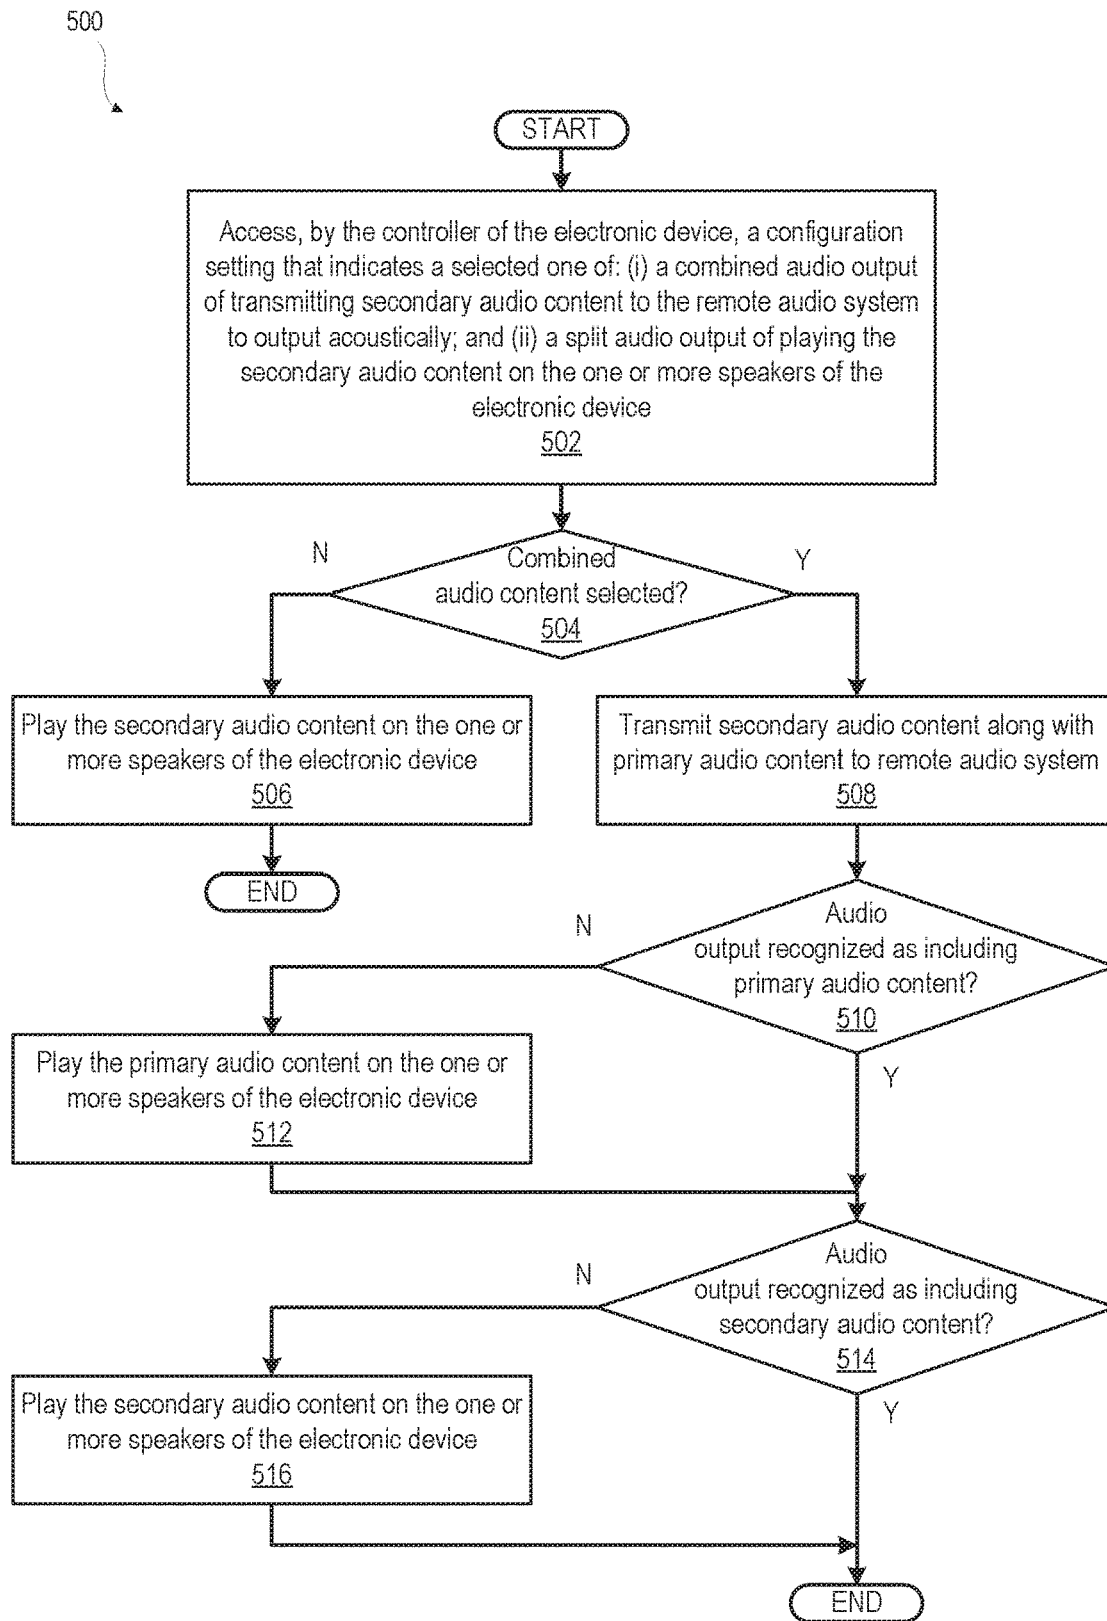 500
START
Access, by the controller of the electronic device, a configuration
setting that indicates a selected one of: (i) a combined audio output
of transmitting secondary audio content to the remote audio system
to output acoustically; and (ii) a split audio output of playing the
secondary audio content on the one or more speakers of the
electronic device
502
N
Combined
Y
audio content selected?
504
Play the secondary audio content on the one or
more speakers of the electronic device
506
END
Transmit secondary audio content along with
primary audio content to remote audio system
508
Audio
N
output recognized as including
primary audio content?
510
Y
Play the primary audio content on the one or
more speakers of the electronic device
512
Audio
N
output recognized as including
secondary audio content?
514
Y
Play the secondary audio content on the one or
more speakers of the electronic device
516
END